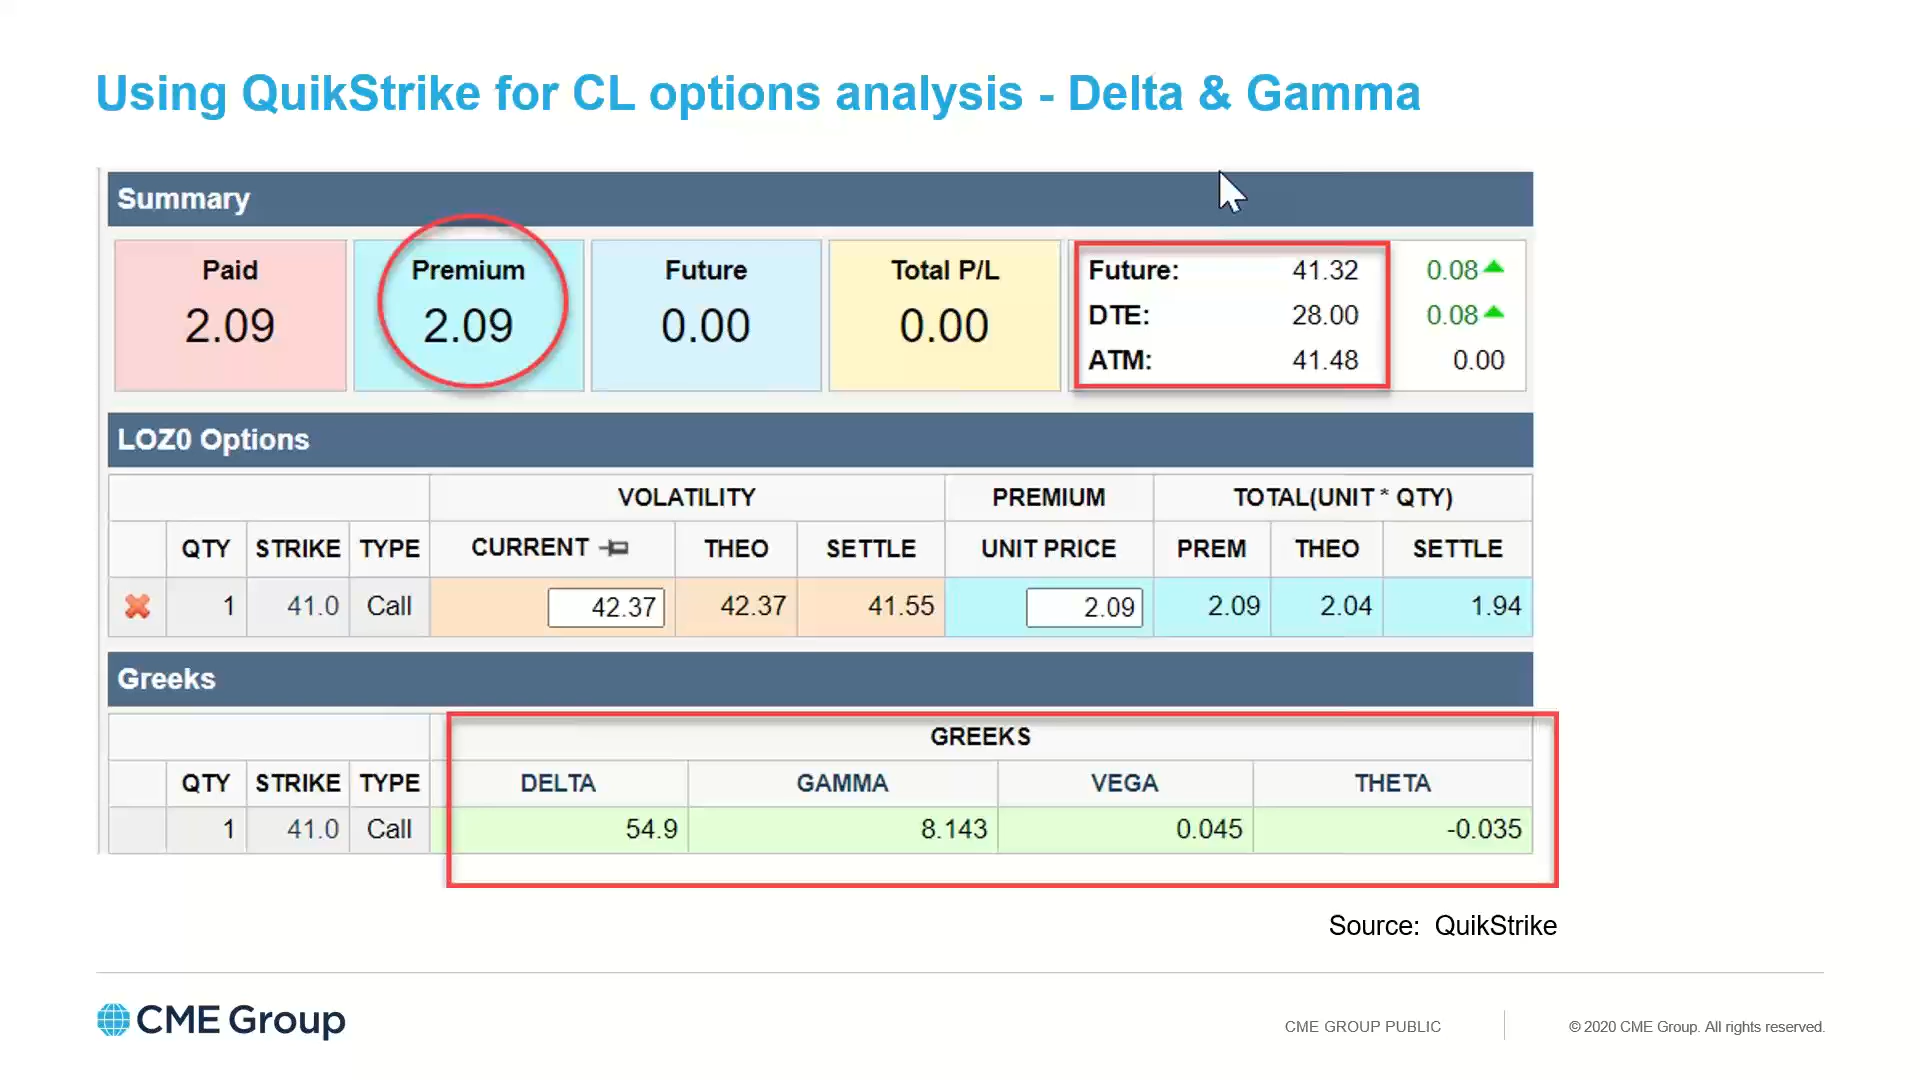 Using QuikStrike for CL options analysis - Delta & Gamma
Summary
Paid Premium Future Total P/L
2.09 2.09 0.00 0.00
Future: 41.32 0.08
DTE: 28.00 0.08
ATM: 41.48 0.00
LOZ0 Options
VOLATILITY PREMIUM TOTAL(UNIT * QTY)
QTY STRIKE TYPE CURRENT THEO SETTLE UNIT PRICE PREM THEO SETTLE
1 41.0 Call 42.37 42.37 41.55 2.09 2.09 2.04 1.94
Greeks
GREEKS
QTY STRIKE TYPE DELTA GAMMA VEGA THETA
1 41.0 Call 54.9 8.143 0.045 -0.035
Source: QuikStrike
CME Group
CME GROUP PUBLIC
© 2020 CME Group. All rights reserved.